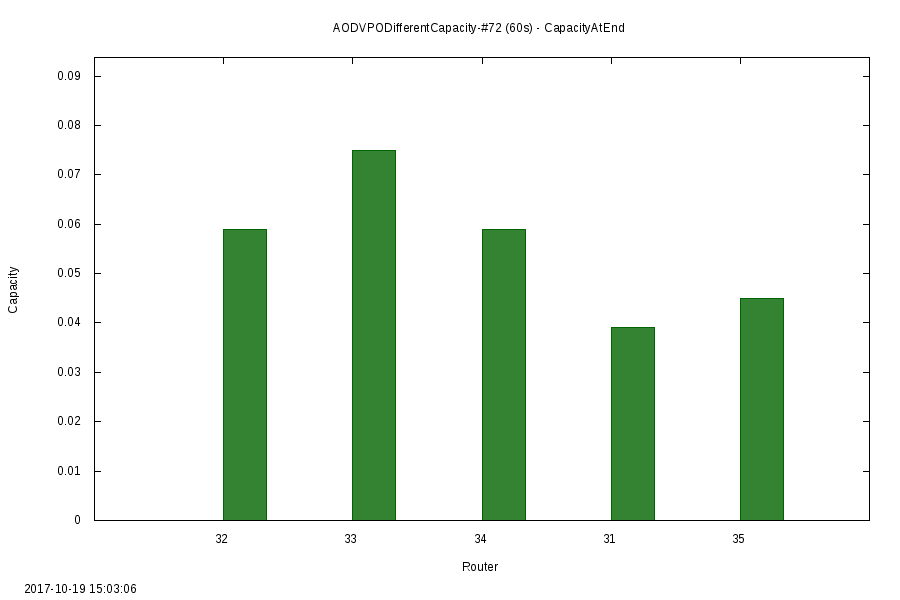 AODVPODifferentCapacity-#72 (60s) - CapacityAtEnd
0.09
0.08
0.07
0.06
0.05
0.04
0.03
0.02
0.01
0
Capacity
32 33 34 31 35
Router
2017-10-19 15:03:06